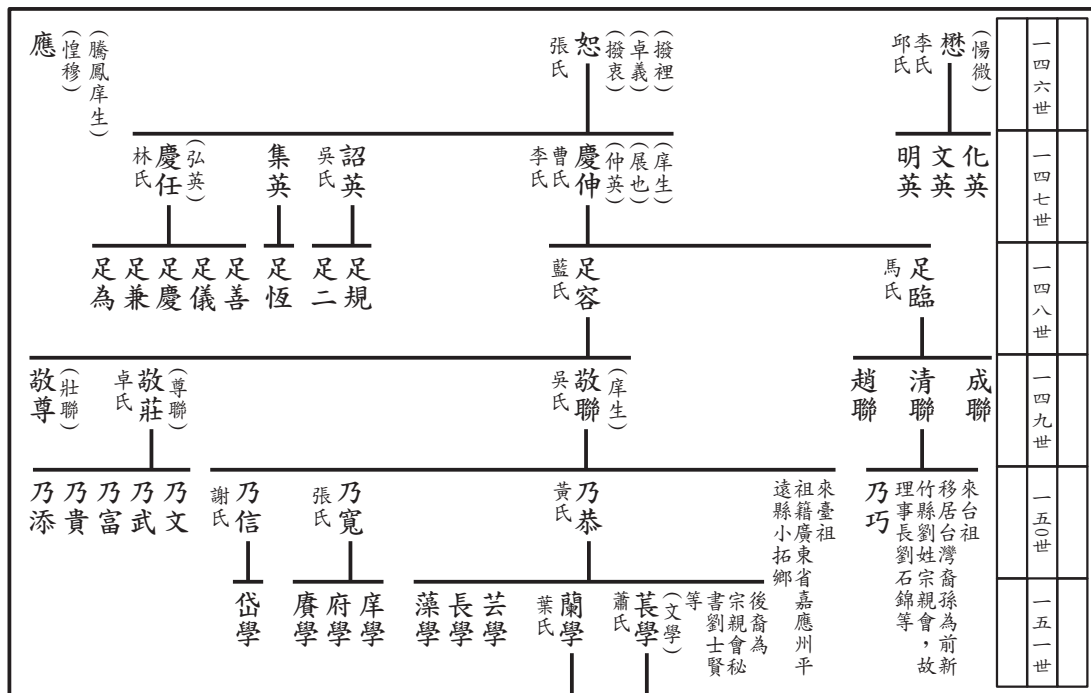 一四六世
懋
(惕微)
李氏
邱氏
恕
(撥裡)
(卓義)
(撥衷)
張氏
應
(惶穆)
(騰鳳庠生)
一四七世
化英
文英
明英
慶伸
(庠生)
(展也)
(仲英)
曹氏
李氏
詔英
吳氏
集英
慶任
(弘英)
林氏
一四八世
足臨
馬氏
足容
藍氏
足規
足二
足恆
足善
足儀
足慶
足兼
足為
一四九世
成聯
清聯
趙聯
敬聯
(庠生)
吳氏
敬莊
(尊聯)
卓氏
敬尊
(壯聯)
一五○世
來台祖
移居台灣裔孫為前新
竹縣劉姓宗親會，故
理事長劉石錦等
乃巧
來臺祖
祖籍廣東省嘉應州平
遠縣小拓鄉
乃恭
黃氏
乃寬
張氏
乃信
謝氏
乃文
乃武
乃富
乃貴
乃添
一五一世
後裔為
宗親會秘
書劉士賢
等
萇學
(文學)
蕭氏
蘭學
葉氏
芸學
長學
藻學
庠學
府學
賡學
岱學